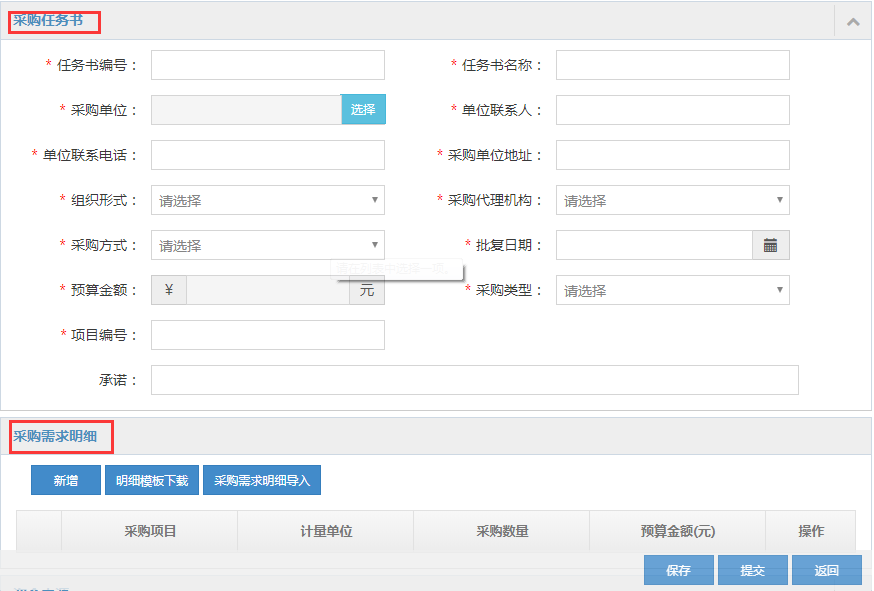 采购任务书
* 任务书编号： * 任务书名称：
* 采购单位： 选择 * 单位联系人：
* 单位联系电话： * 采购单位地址：
* 组织形式： 请选择 * 采购代理机构： 请选择
* 采购方式： 请选择 * 批复日期：
* 预算金额： ¥ 元 * 采购类型： 请选择
* 项目编号：
承诺：
采购需求明细
新增 明细模板下载 采购需求明细导入
采购项目 计量单位 采购数量 预算金额(元) 操作
保存 提交 返回